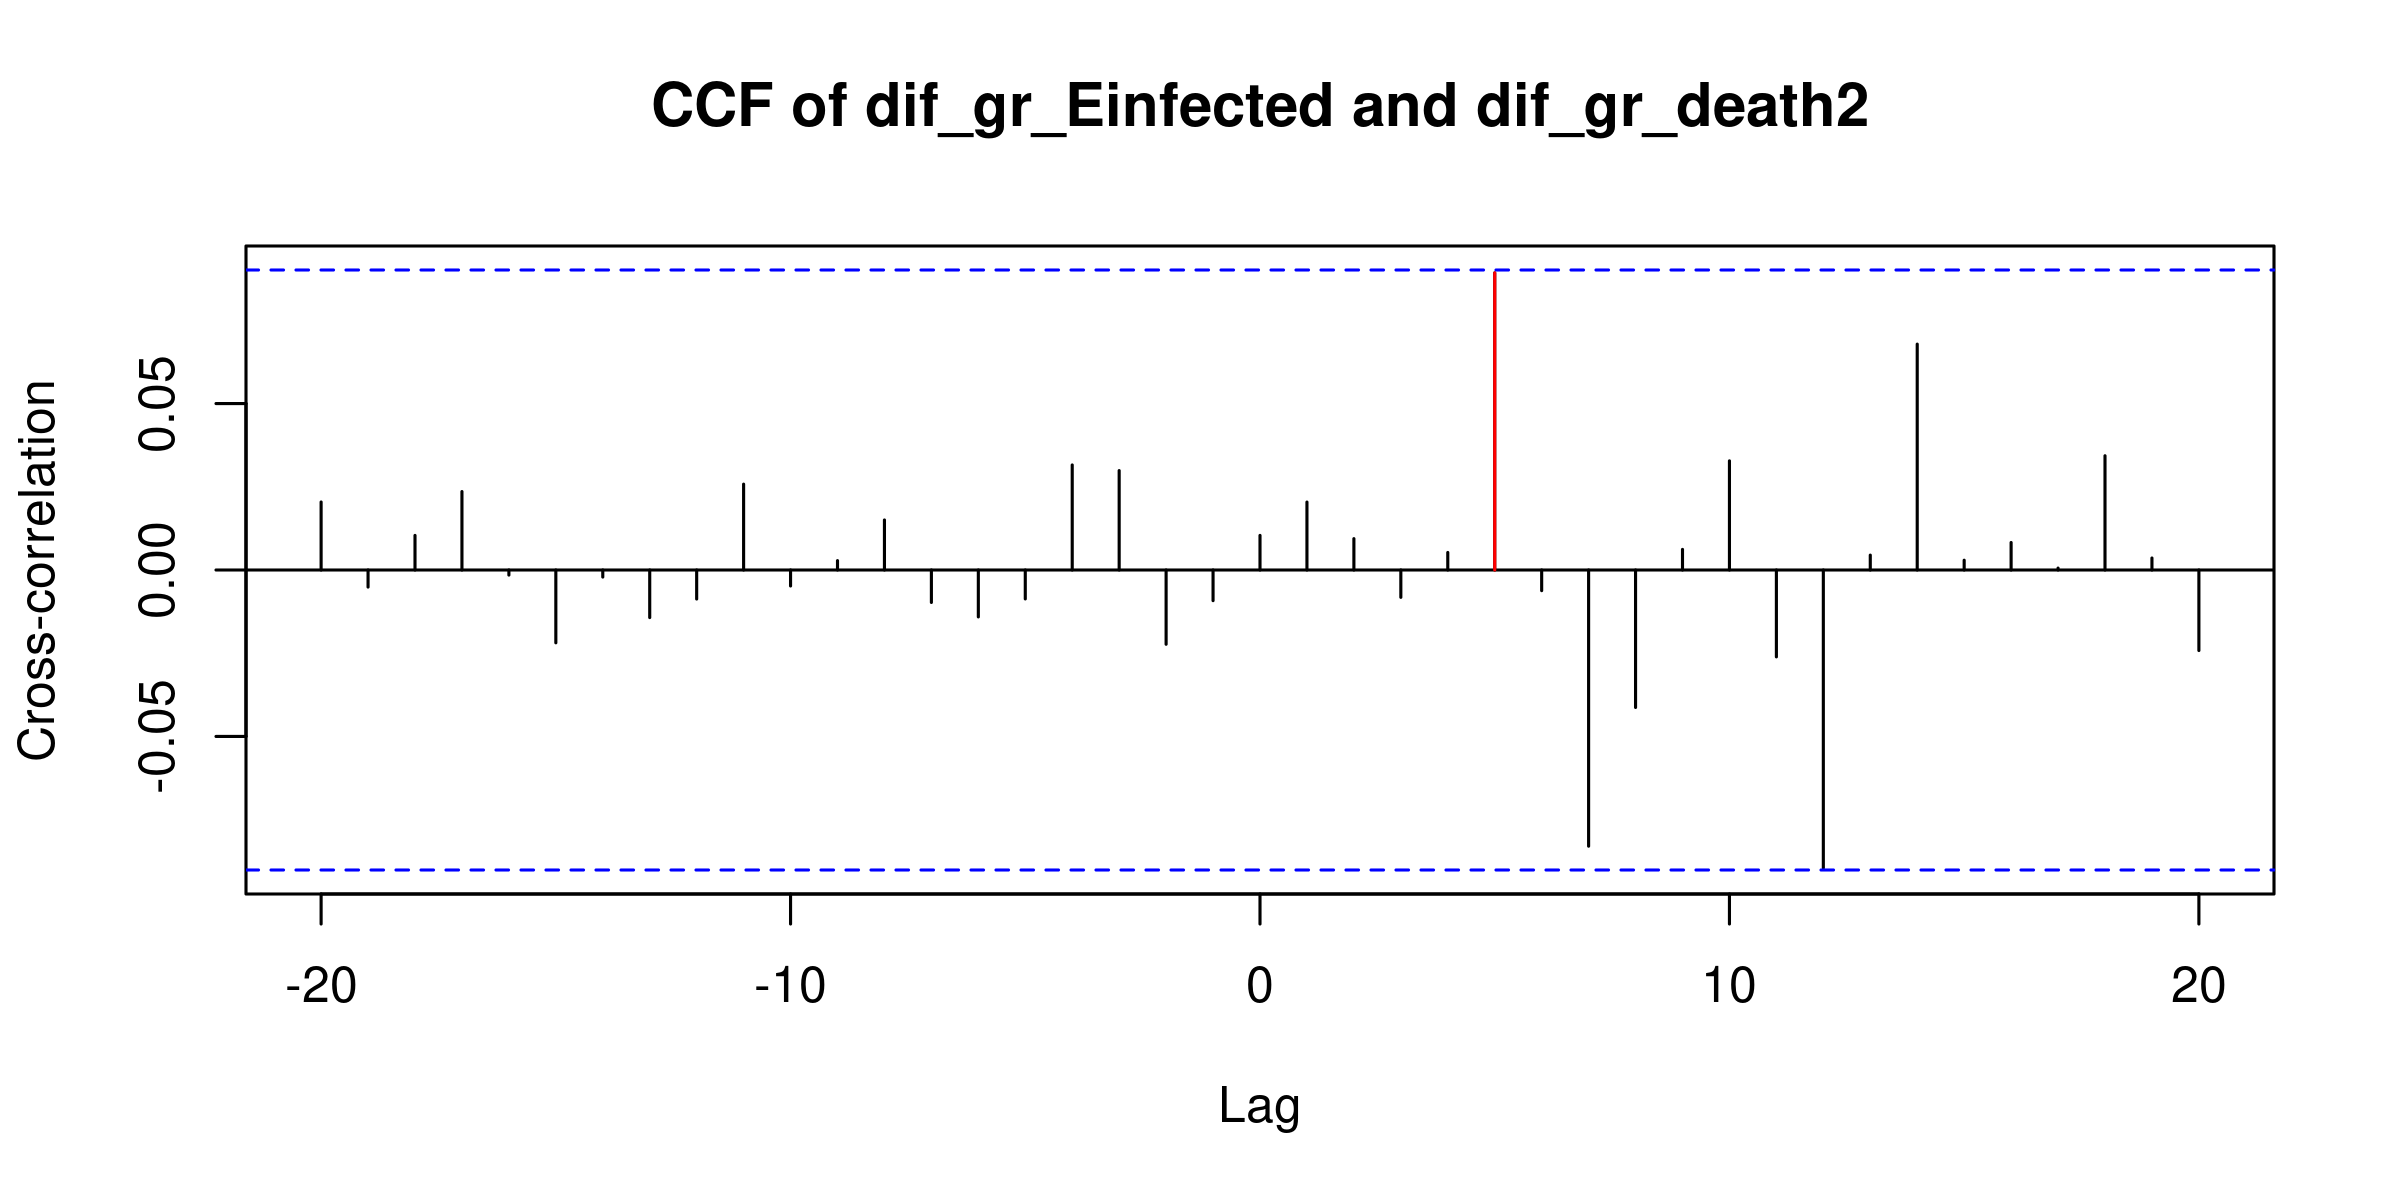 CCF of dif_gr_Einfected and dif_gr_death2
Cross-correlation
0.05
0.00
-0.05
-20 -10 0 10 20
Lag